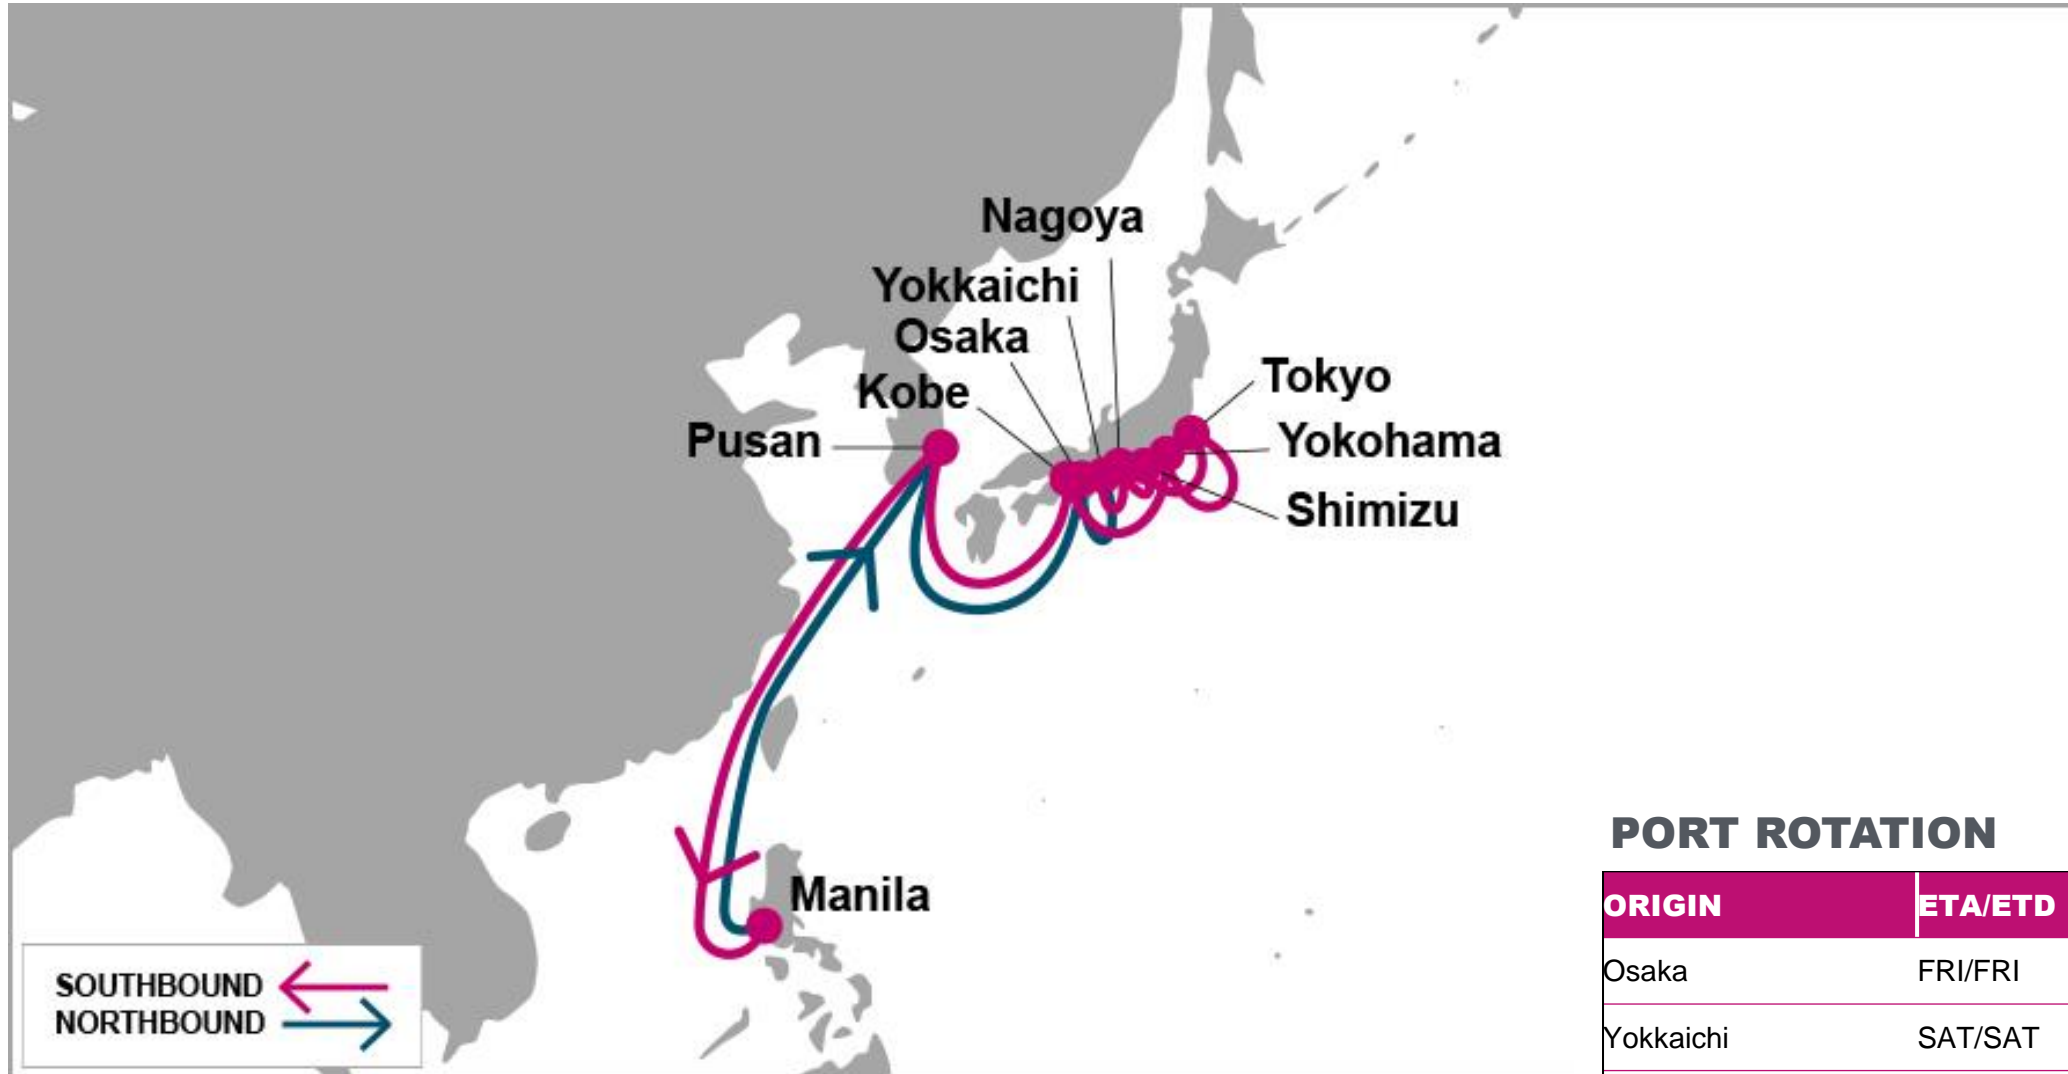 Nagoya
Yokkaichi
Osaka
Kobe
Tokyo
Pusan
Yokohama
Shimizu
Manila
SOUTHBOUND
NORTHBOUND
PORT ROTATION
ORIGIN ETA/ETD
Osaka FRI/FRI
Yokkaichi SAT/SAT